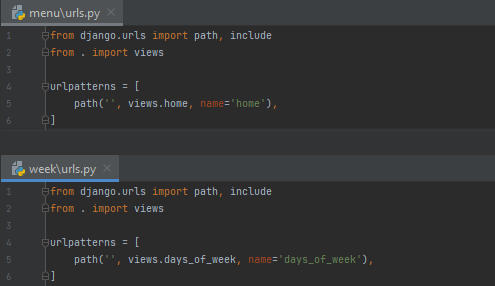 menu\urls.py
1 from django.urls import path, include
2 from . import views
3
4 urlpatterns = [
5     path('', views.home, name='home'),
6 ]
week\urls.py
1 from django.urls import path, include
2 from . import views
3
4 urlpatterns = [
5     path('', views.days_of_week, name='days_of_week'),
6 ]